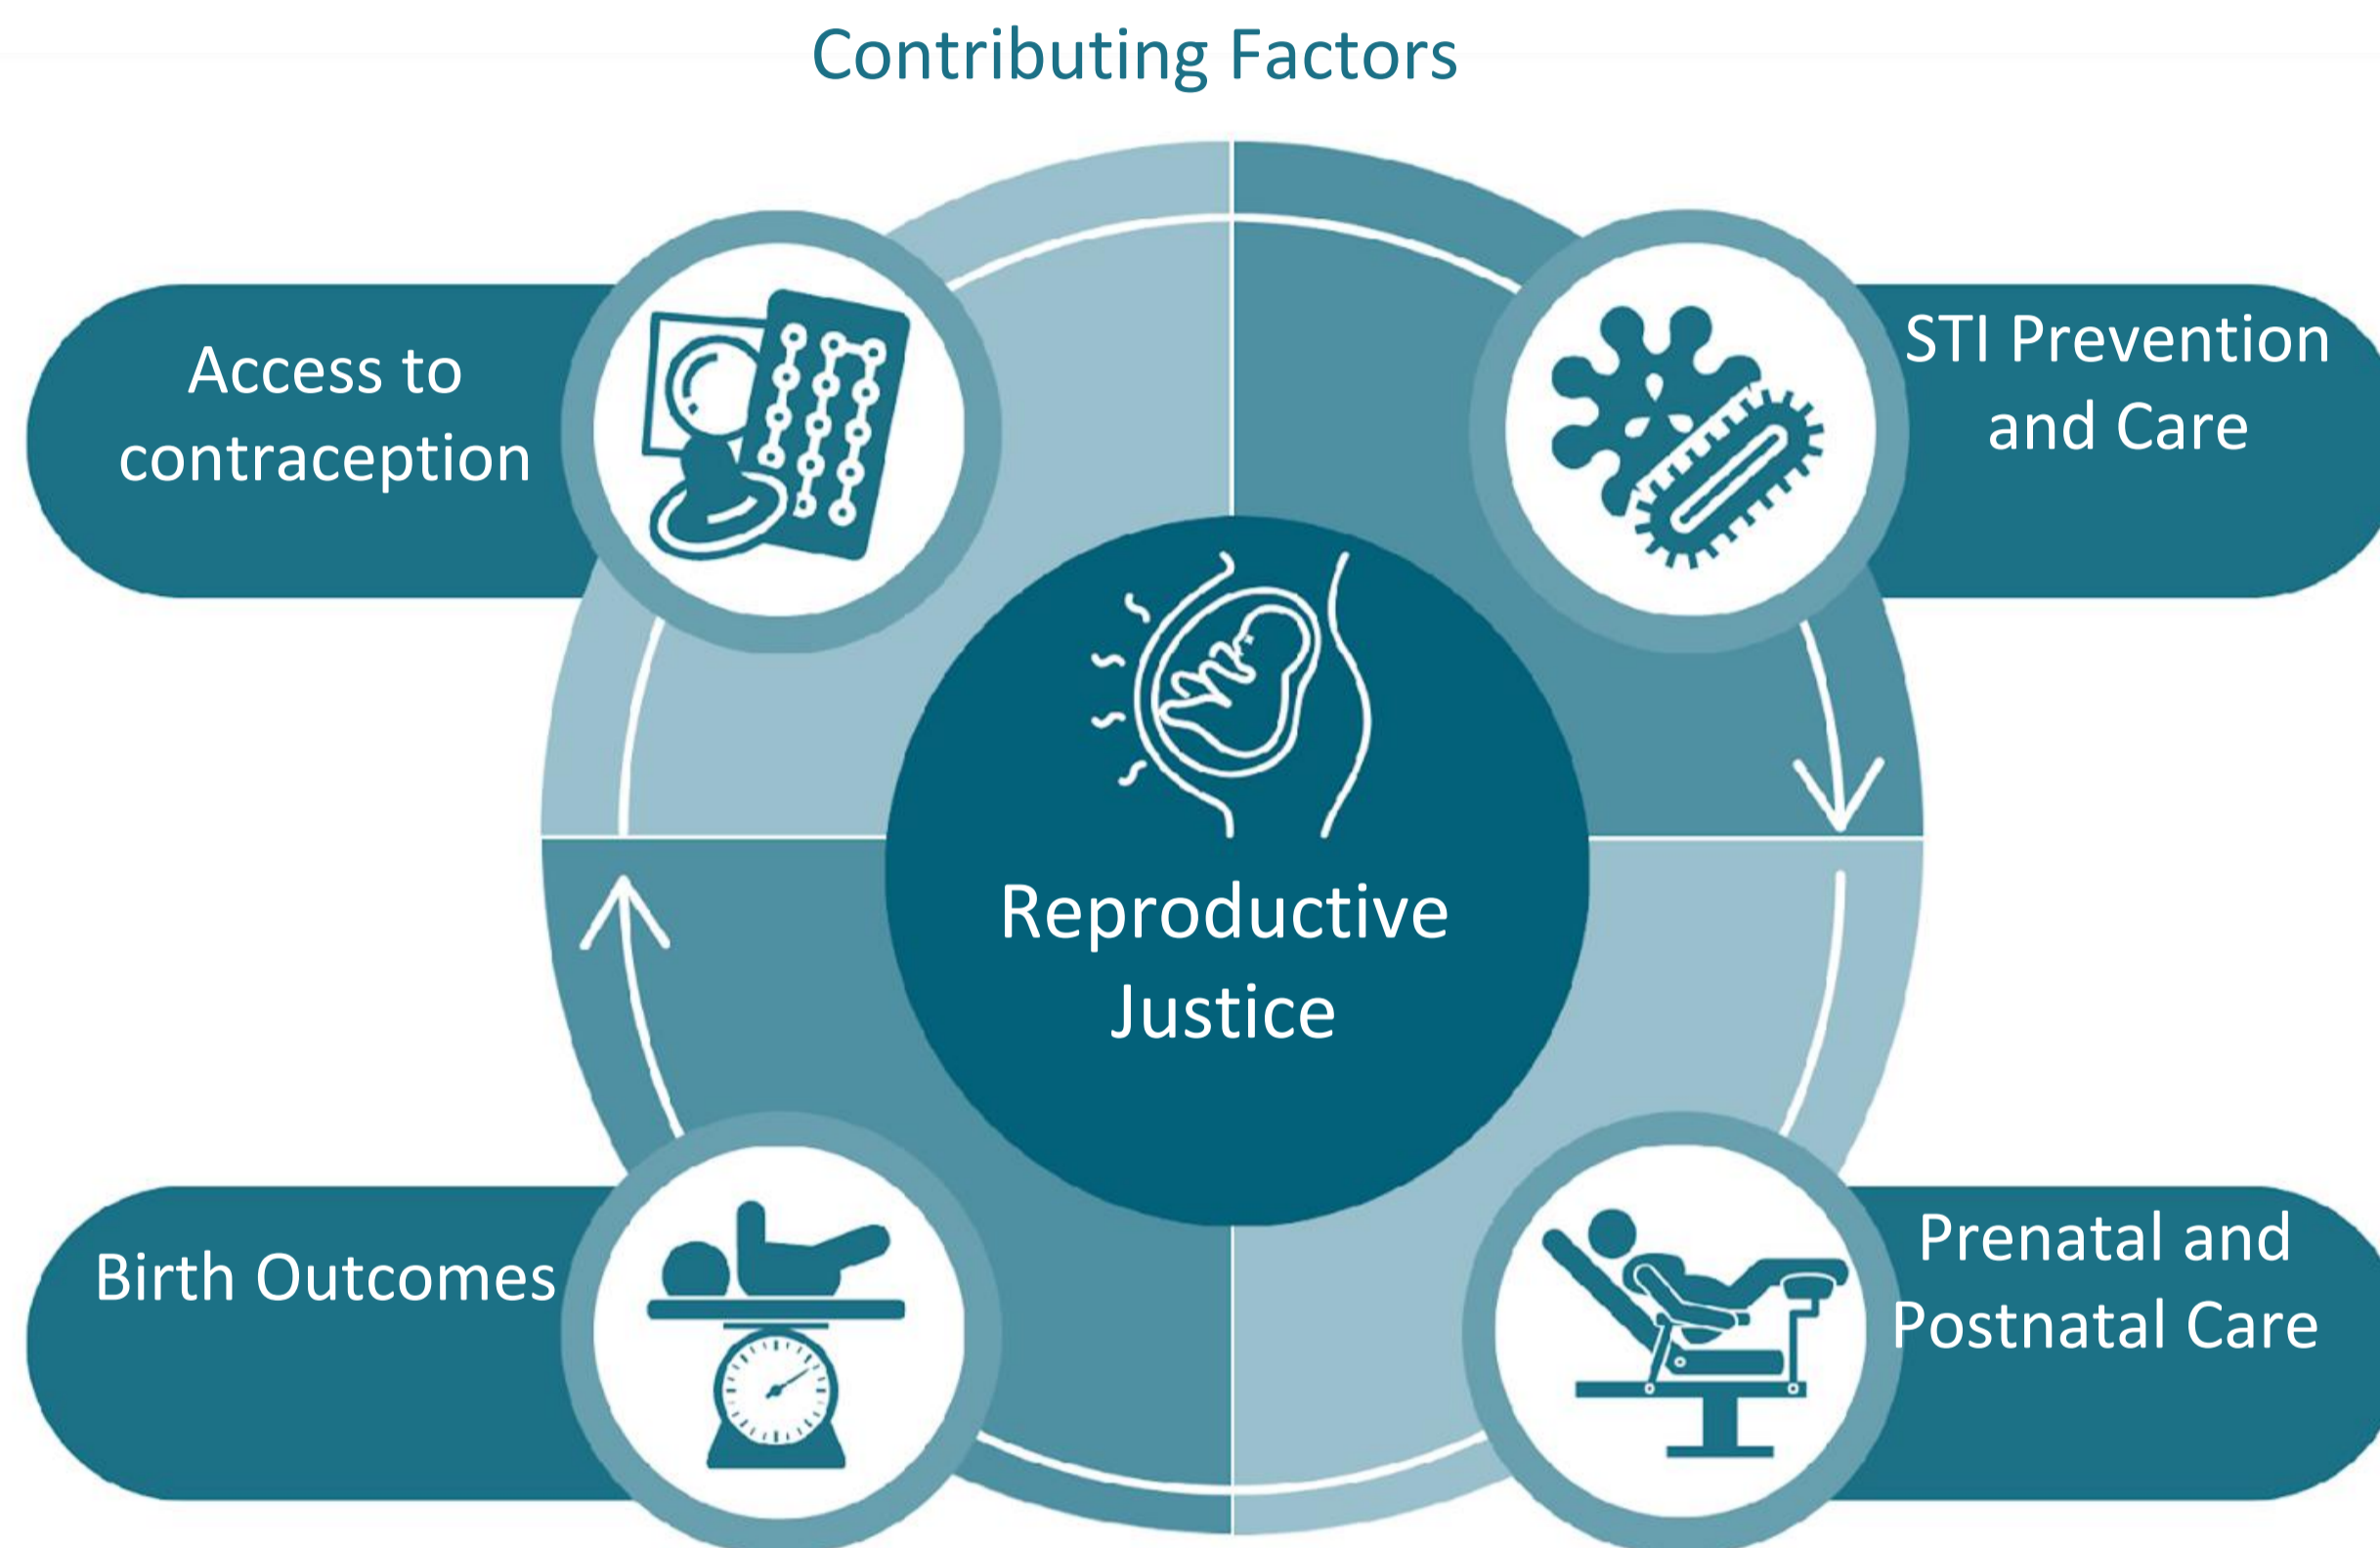 Contributing Factors
Access to
contraception
STI Prevention
and Care
Reproductive
Justice
Birth Outcomes
Prenatal and
Postnatal Care